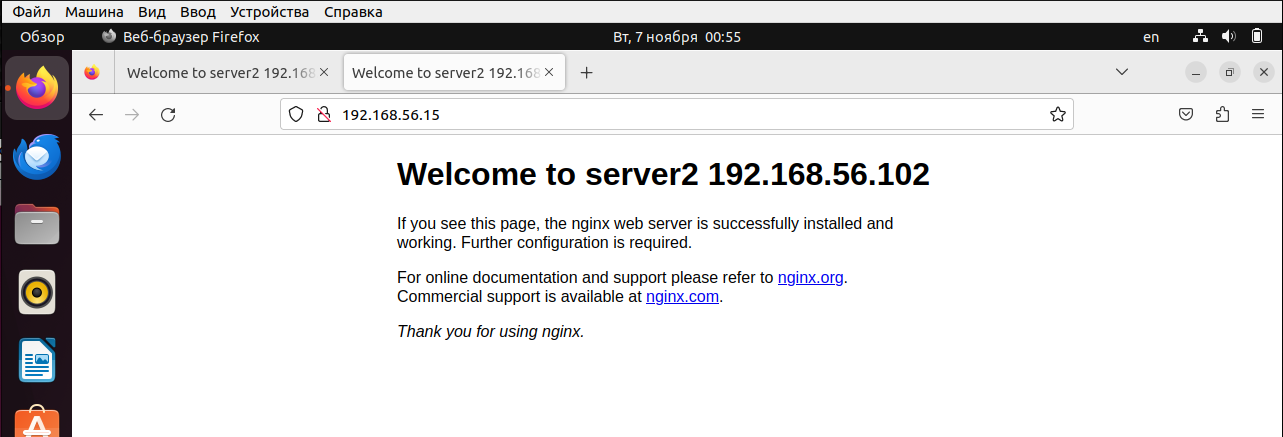 Файл Машина Вид Ввод Устройства Справка
Обзор Веб-браузер Firefox Вт, 7 ноября 00:55 en
Welcome to server2 192.168 Welcome to server2 192.168
192.168.56.15
Welcome to server2 192.168.56.102
If you see this page, the nginx web server is successfully installed and
working. Further configuration is required.
For online documentation and support please refer to nginx.org.
Commercial support is available at nginx.com.
Thank you for using nginx.